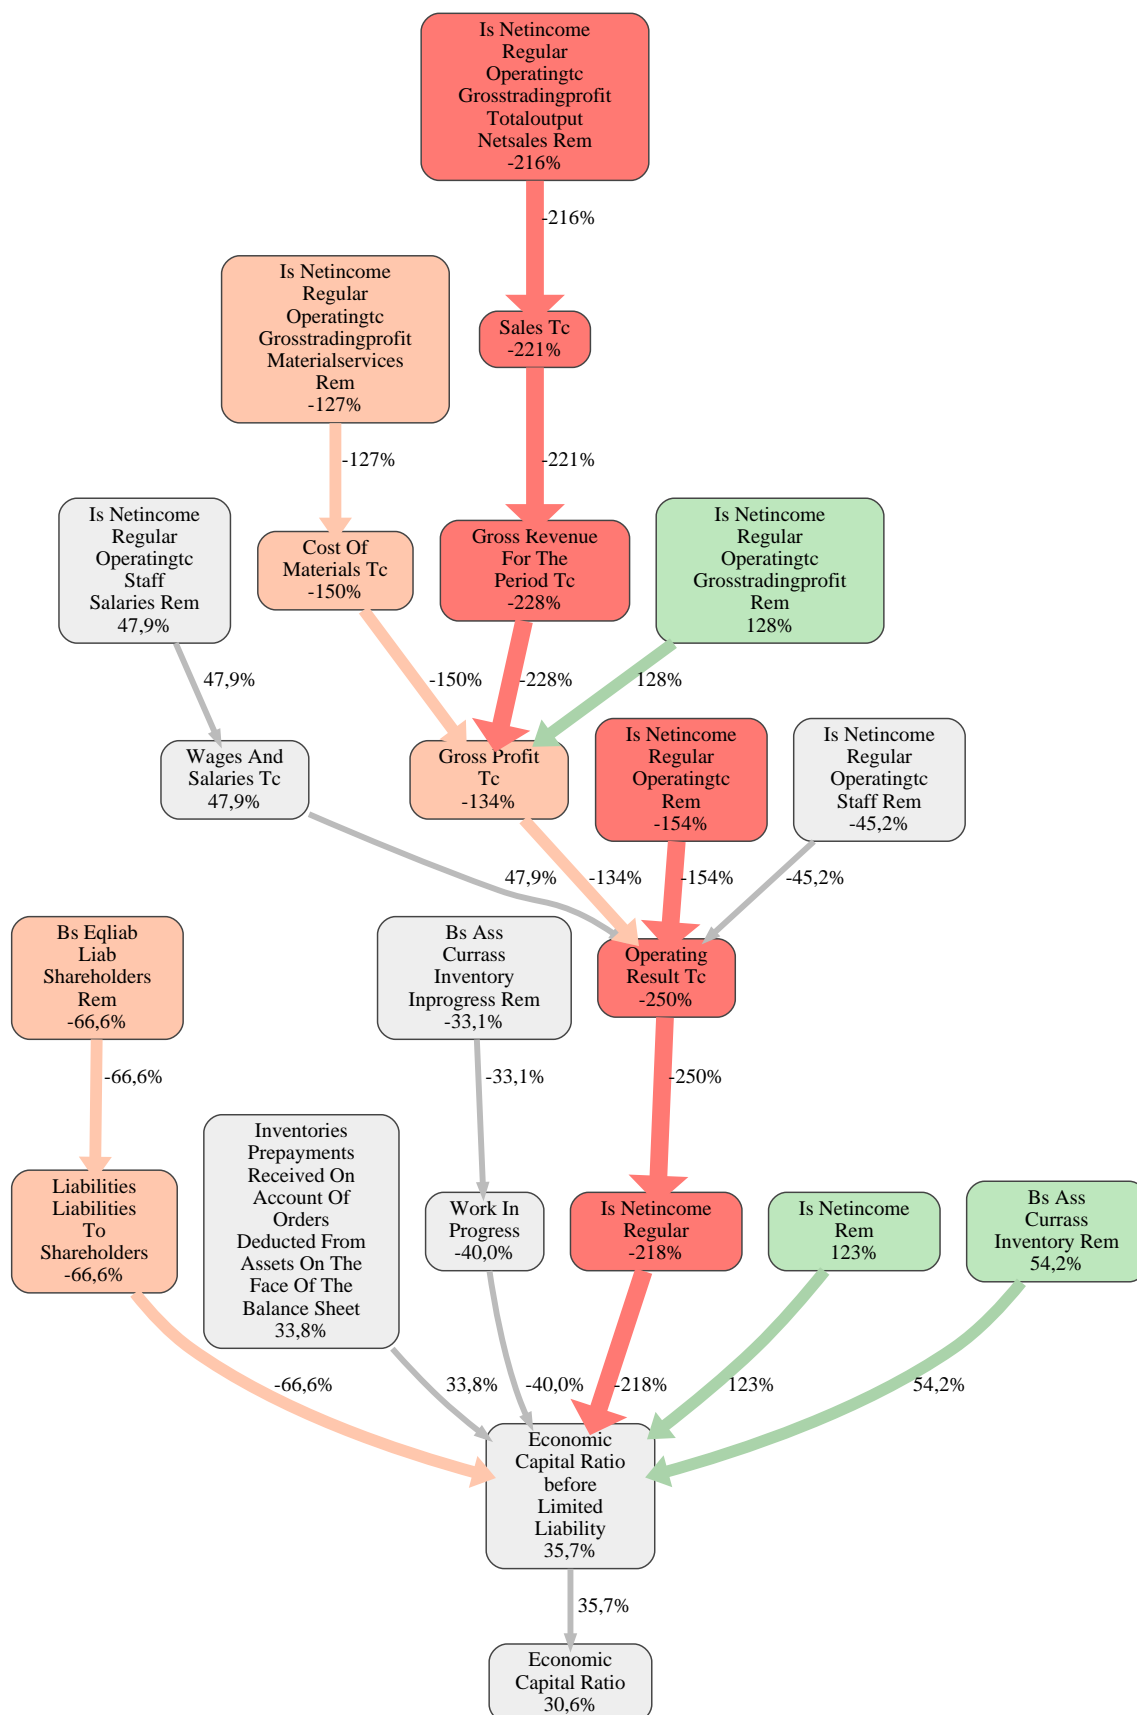 Is Netincome
Regular
Operatingtc
Grosstradingprofit
Totaloutput
Netsales Rem
-216%
-216%
Is Netincome
Regular
Operatingtc
Grosstradingprofit
Materialservices
Rem
-127%
Sales Tc
-221%
-127%
-221%
Is Netincome
Regular
Operatingtc
Staff
Salaries Rem
47,9%
Cost Of
Materials Tc
-150%
Gross Revenue
For The
Period Tc
-228%
Is Netincome
Regular
Operatingtc
Grosstradingprofit
Rem
128%
47,9%
-150%
-228%
128%
Wages And
Salaries Tc
47,9%
Gross Profit
Tc
-134%
Is Netincome
Regular
Operatingtc
Rem
-154%
Is Netincome
Regular
Operatingtc
Staff Rem
-45,2%
47,9%
-134%
-154%
-45,2%
Bs Eqliab
Liab
Shareholders
Rem
-66,6%
Bs Ass
Currass
Inventory
Inprogress Rem
-33,1%
Operating
Result Tc
-250%
-66,6%
-33,1%
-250%
Liabilities
Liabilities
To
Shareholders
-66,6%
Inventories
Prepayments
Received On
Account Of
Orders
Deducted From
Assets On The
Face Of The
Balance Sheet
33,8%
Work In
Progress
-40,0%
Is Netincome
Regular
-218%
Is Netincome
Rem
123%
Bs Ass
Currass
Inventory Rem
54,2%
-66,6%
33,8%
-40,0%
-218%
123%
54,2%
Economic
Capital Ratio
before
Limited
Liability
35,7%
35,7%
Economic
Capital Ratio
30,6%